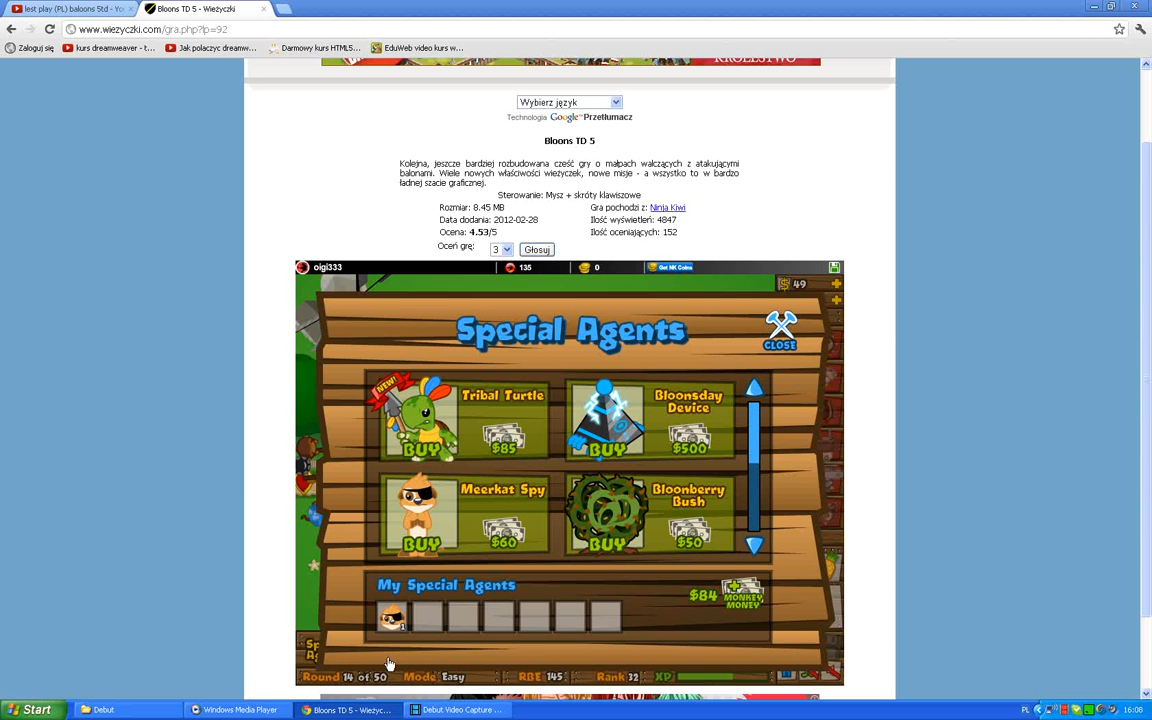 lest play (PL) baloons 5td - Yo
Bloons TD 5 - Wieżyczki
www.wiezyczki.com/gra.php?lp=92
Zaloguj się
kurs dreamweaver - t...
Jak polaczyc dreamw...
Darmowy kurs HTML5...
EduWeb video kurs w...
KRÓLESTWO
Wybierz język
Technologia Google™ Przetłumacz
Bloons TD 5
Kolejna, jeszcze bardziej rozbudowana cześć gry o małpach walczących z atakującymi
balonami. Wiele nowych właściwości wieżyczek, nowe misje - a wszystko to w bardzo
ładnej szacie graficznej.
Sterowanie: Mysz + skróty klawiszowe
Rozmiar: 8.45 MB
Gra pochodzi z: Ninja Kiwi
Data dodania: 2012-02-28
Ilość wyświetleń: 4847
Ocena: 4.53/5
Ilość oceniających: 152
Oceń grę: 3 Głosuj
oigi333
135
0
Get NK Coins
49
Special Agents
CLOSE
NEW!
Tribal Turtle
BUY
$85
Bloonsday
Device
BUY
$500
Meerkat Spy
BUY
$60
Bloonberry
Bush
BUY
$50
My Special Agents
$84
MONKEY
MONEY
1
Round 14 of 50
Mode Easy
RBE 145
Rank 32
XP
Start
Debut
Windows Media Player
Bloons TD 5 - Wieżyc...
Debut Video Capture ...
PL
16:08